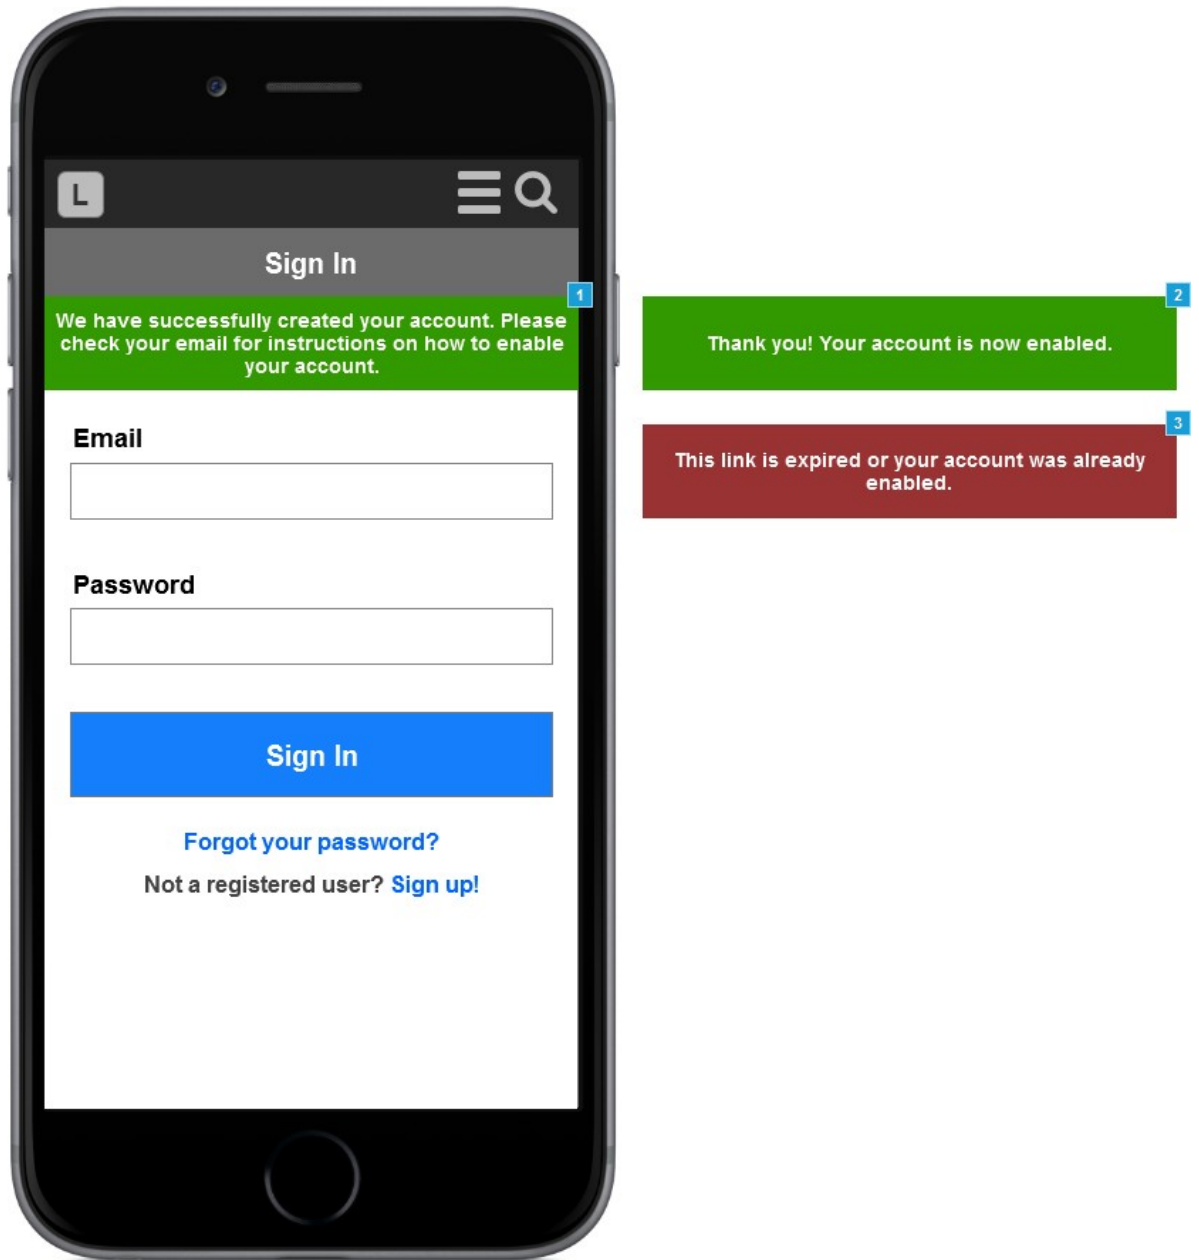 L
Sign In
1
We have successfully created your account. Please
check your email for instructions on how to enable
your account.
Email
Password
Sign In
Forgot your password?
Not a registered user? Sign up!
2
Thank you! Your account is now enabled.
3
This link is expired or your account was already
enabled.